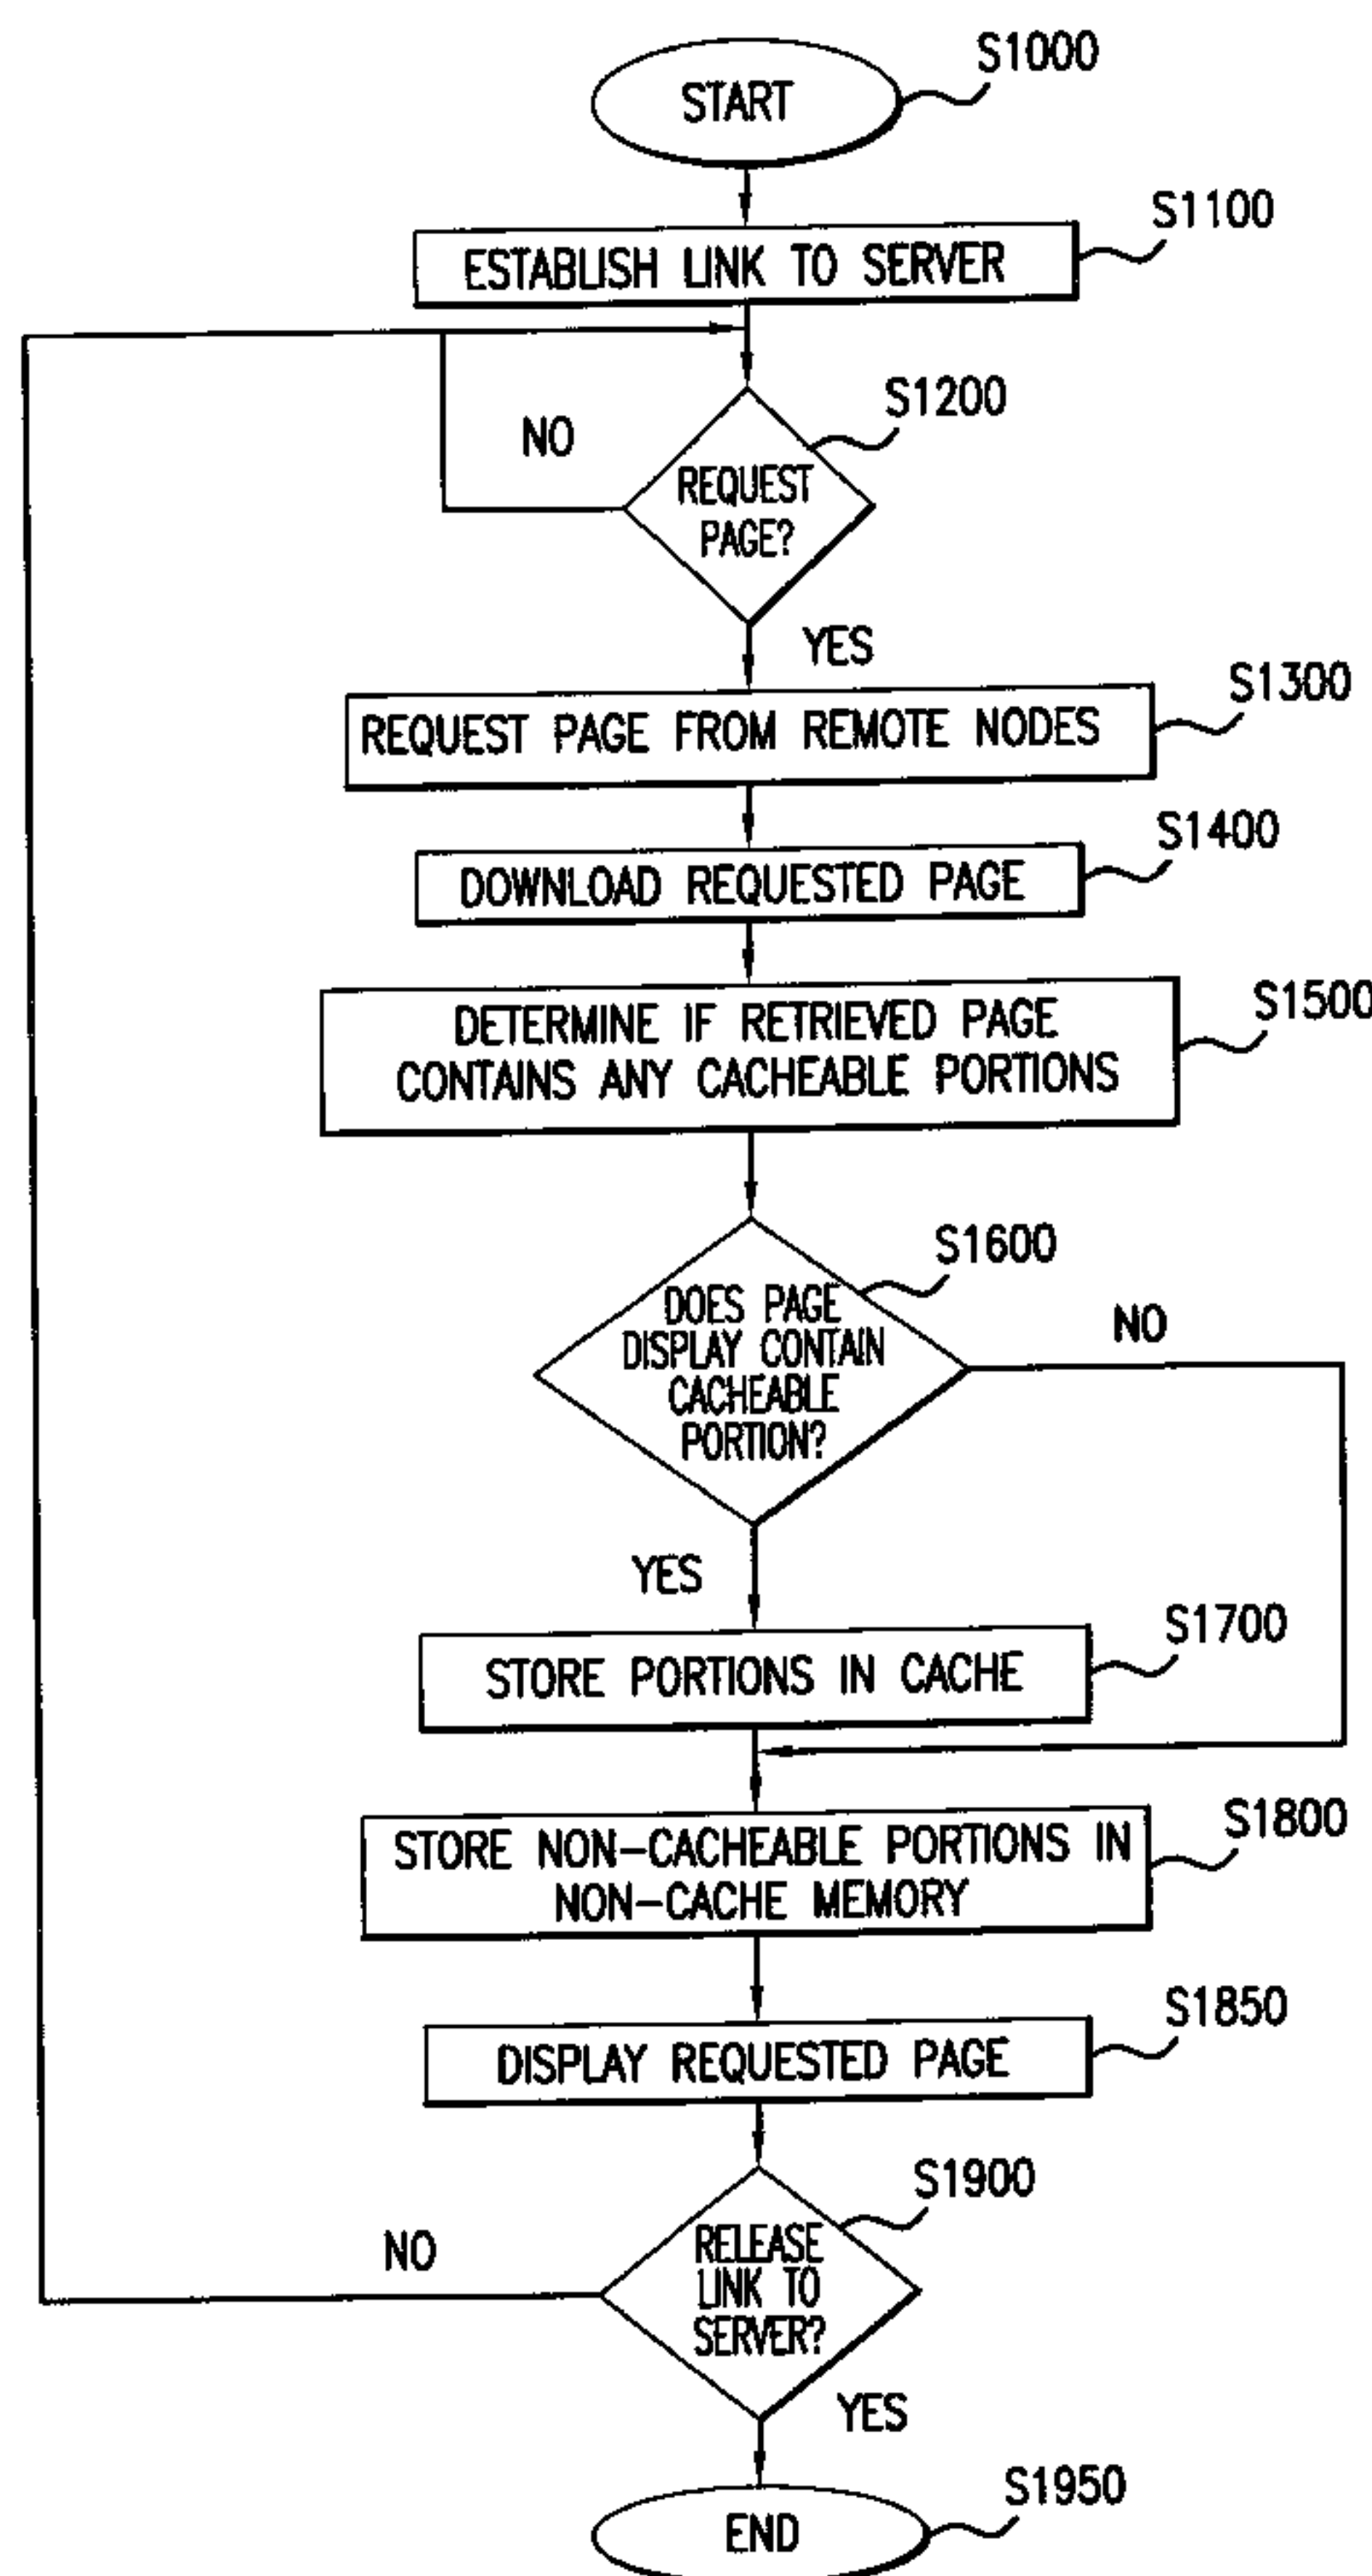 START
S1000
ESTABLISH LINK TO SERVER
S1100
REQUEST
PAGE?
S1200
NO
YES
REQUEST PAGE FROM REMOTE NODES
S1300
DOWNLOAD REQUESTED PAGE
S1400
DETERMINE IF RETRIEVED PAGE
CONTAINS ANY CACHEABLE PORTIONS
S1500
DOES PAGE
DISPLAY CONTAIN
CACHEABLE
PORTION?
S1600
NO
YES
STORE PORTIONS IN CACHE
S1700
STORE NON-CACHEABLE PORTIONS IN
NON-CACHE MEMORY
S1800
DISPLAY REQUESTED PAGE
S1850
RELEASE
LINK TO
SERVER?
S1900
NO
YES
END
S1950